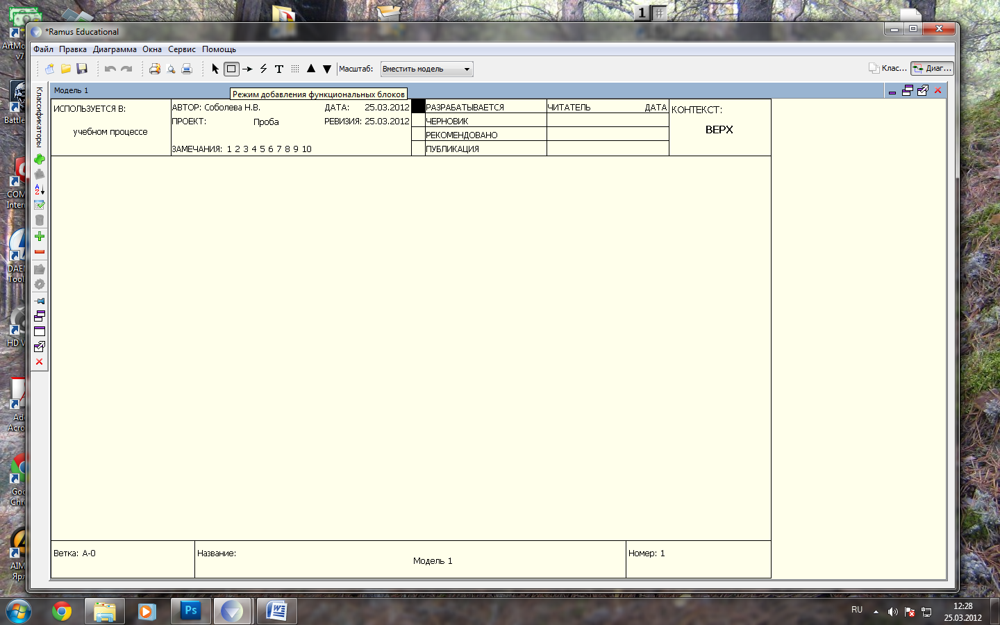 *Ramus Educational
Файл Правка Диаграмма Окна Сервис Помощь
Масштаб: Вместить модель Клас... Диаг...
Модель 1
Режим добавления функциональных блоков
Классификаторы
ИСПОЛЬЗУЕТСЯ В:
учебном процессе
АВТОР: Соболева Н.В. ДАТА: 25.03.2012
ПРОЕКТ: Проба РЕВИЗИЯ: 25.03.2012
ЗАМЕЧАНИЯ: 1 2 3 4 5 6 7 8 9 10
РАЗРАБАТЫВАЕТСЯ
ЧЕРНОВИК
РЕКОМЕНДОВАНО
ПУБЛИКАЦИЯ
ЧИТАТЕЛЬ ДАТА
КОНТЕКСТ:
ВЕРХ
Ветка: A-0
Название:
Модель 1
Номер: 1
ArtMo
v7
Battle
COM
Inter
DAE
Tool
HD V
Ad
Acro
Goo
Chr
AIM
Ярл
1 #
Ps
RU
12:28
25.03.2012